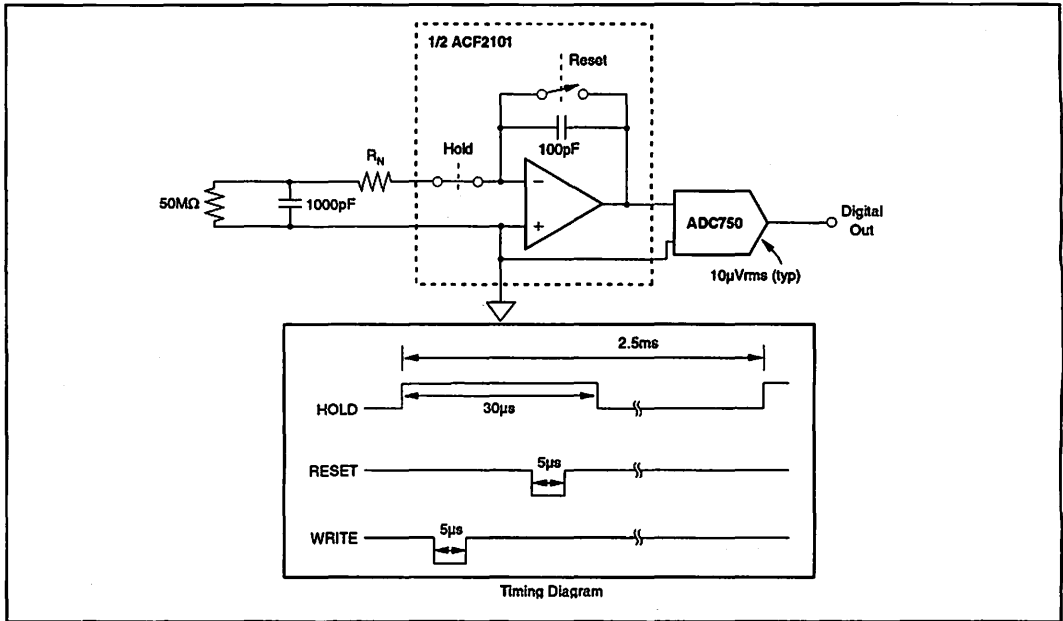 1/2 ACF2101
Reset
100pF
Hold
R_N
50MΩ
1000pF
ADC750
Digital
Out
10µVrms (typ)
2.5ms
HOLD
30µs
RESET
5µs
WRITE
5µs
Timing Diagram